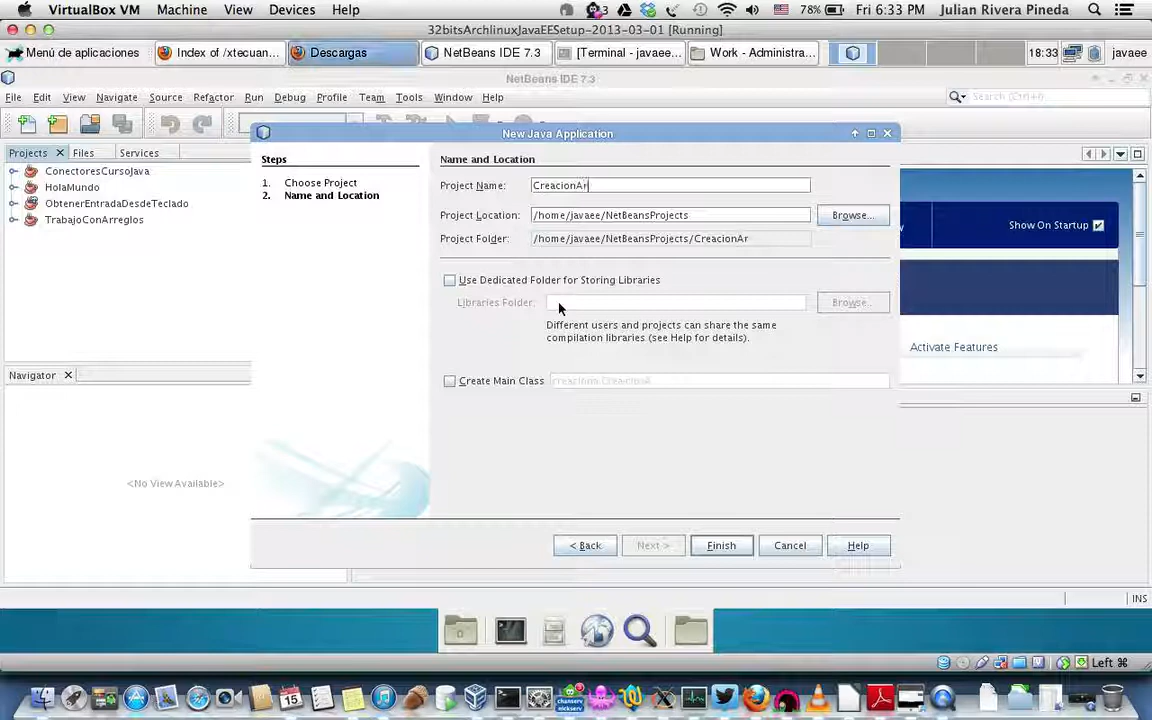 VirtualBox VM Machine View Devices Help 3 78% Fri 6:33 PM Julian Rivera Pineda
32bitsArchlinuxJavaEESetup-2013-03-01 [Running]
Menú de aplicaciones Index of /xtecuan... Descargas NetBeans IDE 7.3 [Terminal - javaee... Work - Administra... 18:33 javaee
NetBeans IDE 7.3
File Edit View Navigate Source Refactor Run Debug Profile Team Tools Window Help Search (Ctrl+I)
New Java Application
Projects Files Services
Steps
Name and Location
ConectoresCursoJava
HolaMundo
ObtenerEntradaDesdeTeclado
TrabajoConArreglos
1. Choose Project
2. Name and Location
Project Name: CreacionAr
Project Location: /home/javaee/NetBeansProjects Browse...
Project Folder: /home/javaee/NetBeansProjects/CreacionAr
Show On Startup
Use Dedicated Folder for Storing Libraries
Libraries Folder: Browse...
Different users and projects can share the same
compilation libraries (see Help for details).
Activate Features
Navigator
Create Main Class
<No View Available>
< Back Next > Finish Cancel Help
INS
Left ⌘